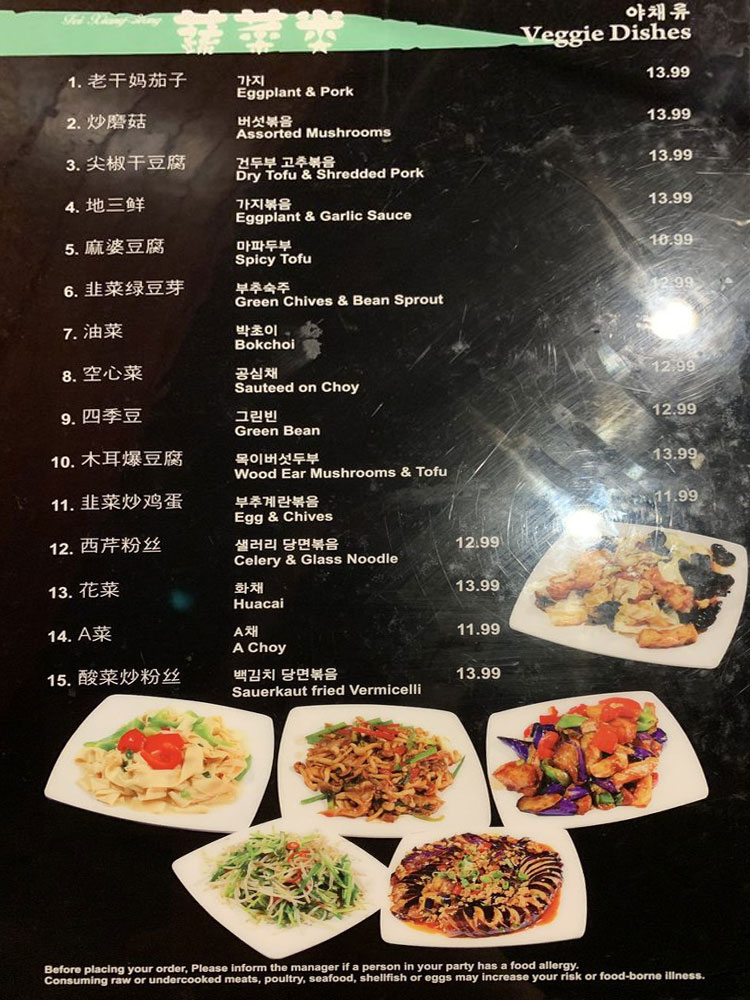 蔬菜类
야채류
Veggie Dishes
1. 老干妈茄子 가지 13.99
Eggplant & Pork
2. 炒磨菇 버섯볶음 13.99
Assorted Mushrooms
3. 尖椒干豆腐 건두부 고추볶음 13.99
Dry Tofu & Shredded Pork
4. 地三鲜 가지볶음 13.99
Eggplant & Garlic Sauce
5. 麻婆豆腐 마파두부 10.99
Spicy Tofu
6. 韭菜绿豆芽 부추숙주 12.99
Green Chives & Bean Sprout
7. 油菜 박초이
Bokchoi
8. 空心菜 공심채 12.99
Sauteed on Choy
9. 四季豆 그린빈 12.99
Green Bean
10. 木耳爆豆腐 목이버섯두부 13.99
Wood Ear Mushrooms & Tofu
11. 韭菜炒鸡蛋 부추계란볶음 11.99
Egg & Chives
12. 西芹粉丝 샐러리 당면볶음 12.99
Celery & Glass Noodle
13. 花菜 화채 13.99
Huacai
14. A菜 A채 11.99
A Choy
15. 酸菜炒粉丝 백김치 당면볶음 13.99
Sauerkaut fried Vermicelli
Before placing your order, Please inform the manager if a person in your party has a food allergy.
Consuming raw or undercooked meats, poultry, seafood, shellfish or eggs may increase your risk or food-borne illness.